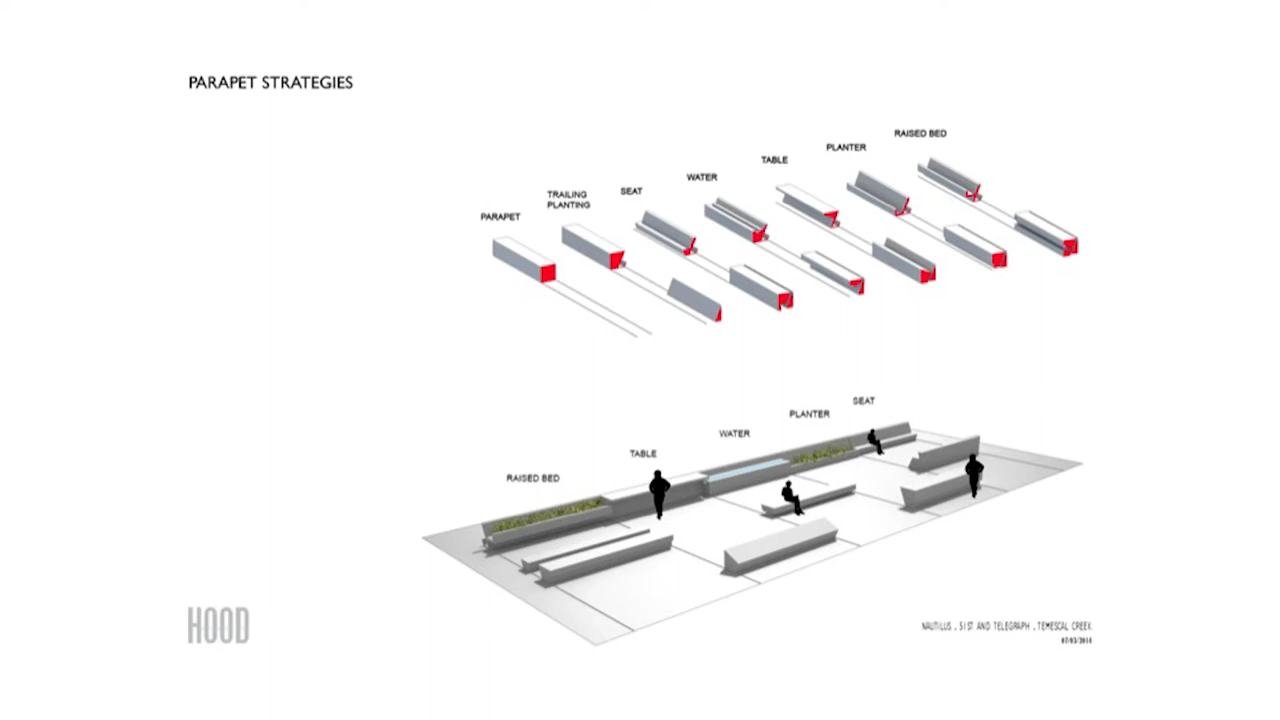 PARAPET STRATEGIES
RAISED BED
PLANTER
TABLE
WATER
SEAT
TRAILING
PLANTING
PARAPET
SEAT
PLANTER
WATER
TABLE
RAISED BED
HOOD
NAUTILUS . 51ST AND TELEGRAPH . TEMESCAL CREEK